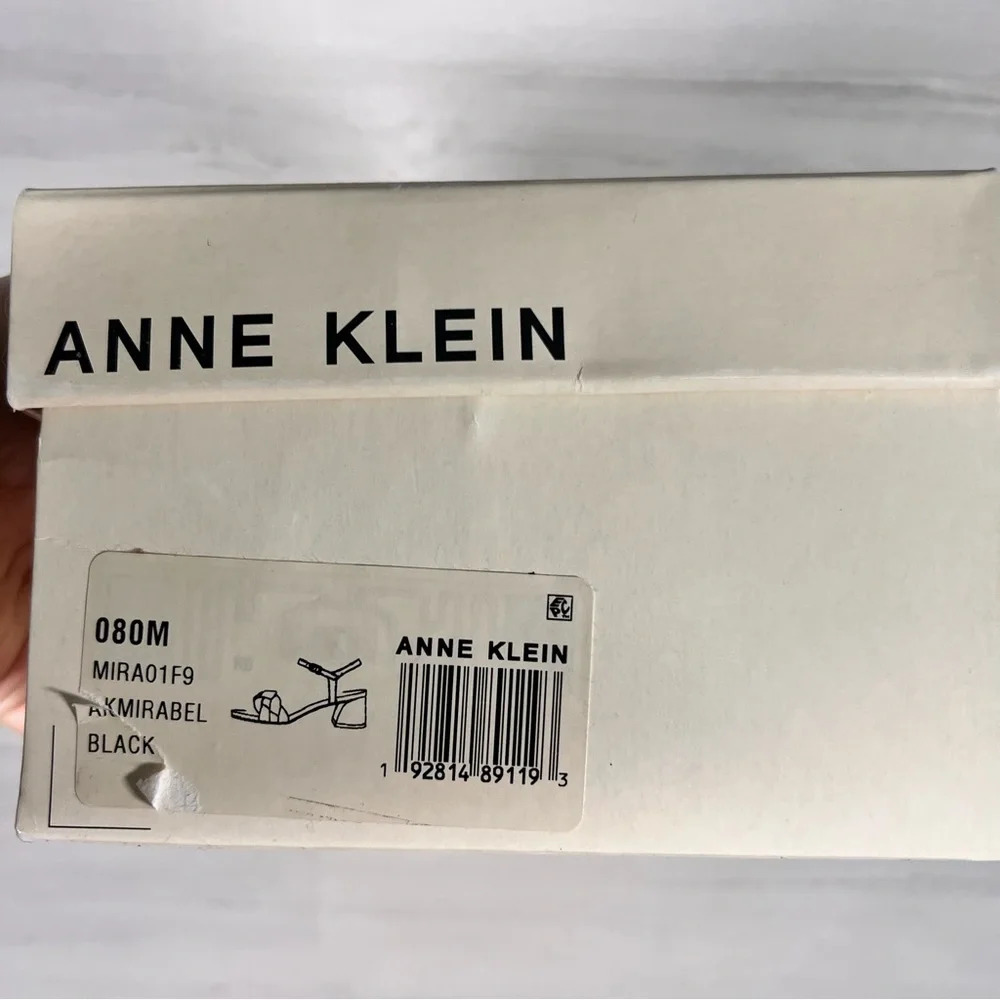 ANNE KLEIN
080M
MIRA01F9
AKMIRABEL
BLACK
ANNE KLEIN
1 92814 89119 3